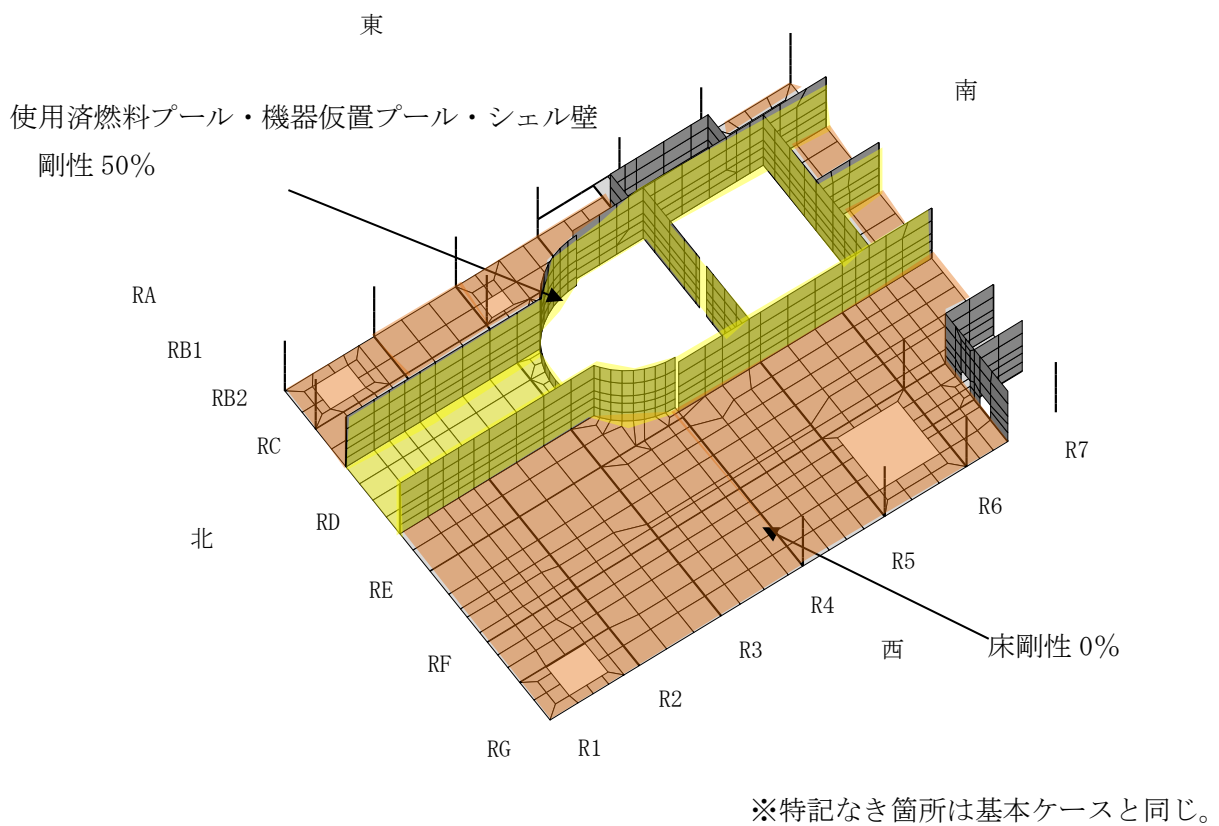 東
南
使用済燃料プール・機器仮置プール・シェル壁
剛性 50%
RA
RB1
RB2
RC
RD
北
RE
RF
RG
R1
R2
R3
R4
R5
R6
R7
西
床剛性 0%
※特記なき箇所は基本ケースと同じ。